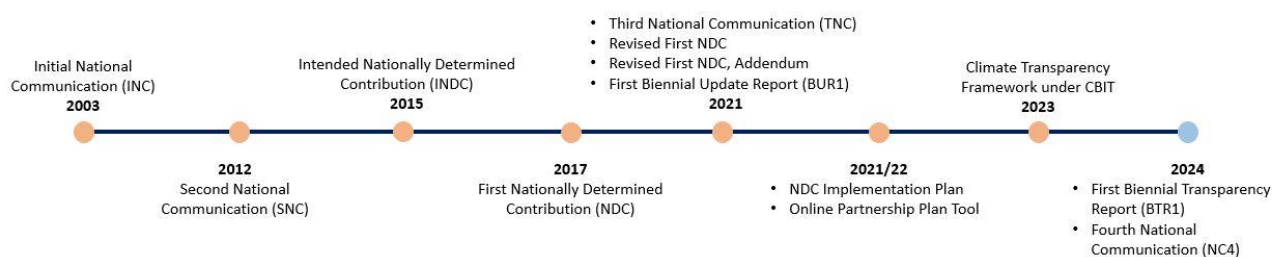 Initial National
Communication (INC)
2003
2012
Second National
Communication (SNC)
Intended Nationally Determined
Contribution (INDC)
2015
2017
First Nationally Determined
Contribution (NDC)
• Third National Communication (TNC)
• Revised First NDC
• Revised First NDC, Addendum
• First Biennial Update Report (BUR1)
2021
2021/22
• NDC Implementation Plan
• Online Partnership Plan Tool
Climate Transparency
Framework under CBIT
2023
2024
• First Biennial Transparency
Report (BTR1)
• Fourth National
Communication (NC4)